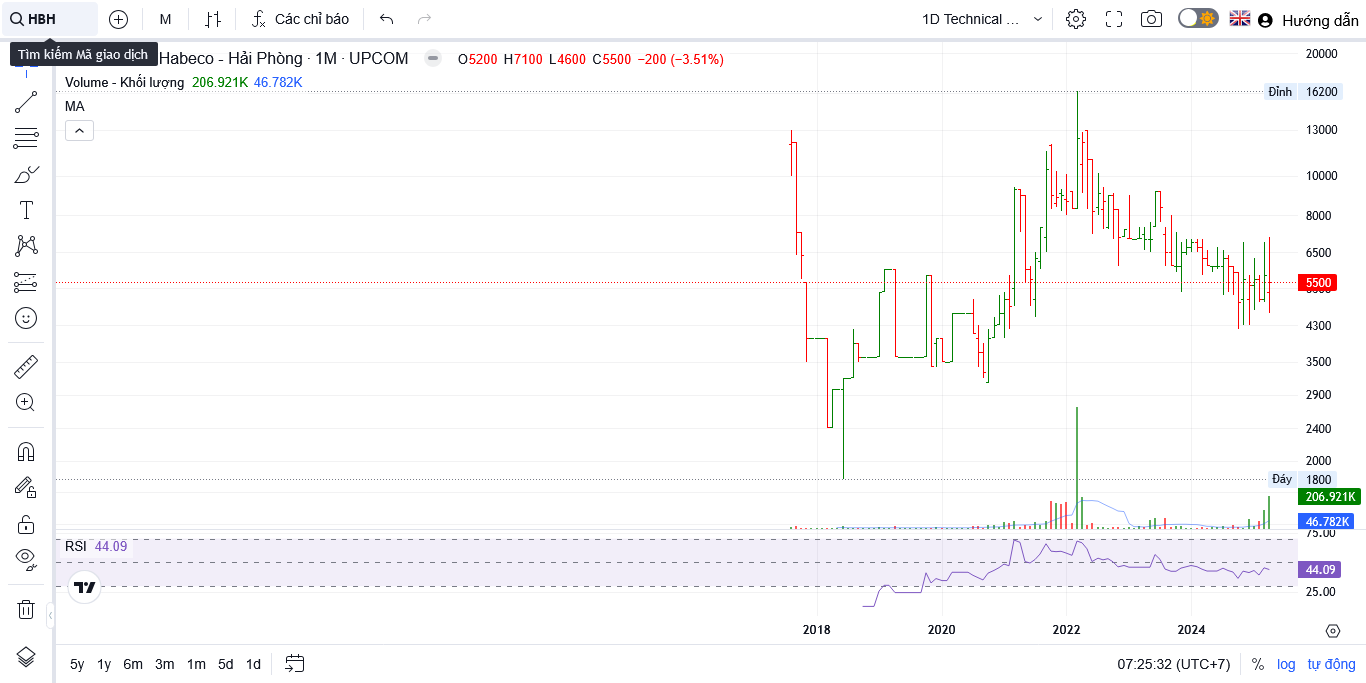 HBH
M
Các chỉ báo
1D Technical ...
Hướng dẫn
Tìm kiếm Mã giao dịch
Habeco - Hải Phòng · 1M · UPCOM
O5200 H7100 L4600 C5500 −200 (−3.51%)
Volume - Khối lượng 206.921K 46.782K
MA
20000
Đỉnh 16200
13000
10000
8000
6500
5500
4300
3500
2900
2400
2000
Đáy 1800
206.921K
46.782K
75.00
RSI 44.09
44.09
25.00
2018 2020 2022 2024
5y 1y 6m 3m 1m 5d 1d
07:25:32 (UTC+7) % log tự động